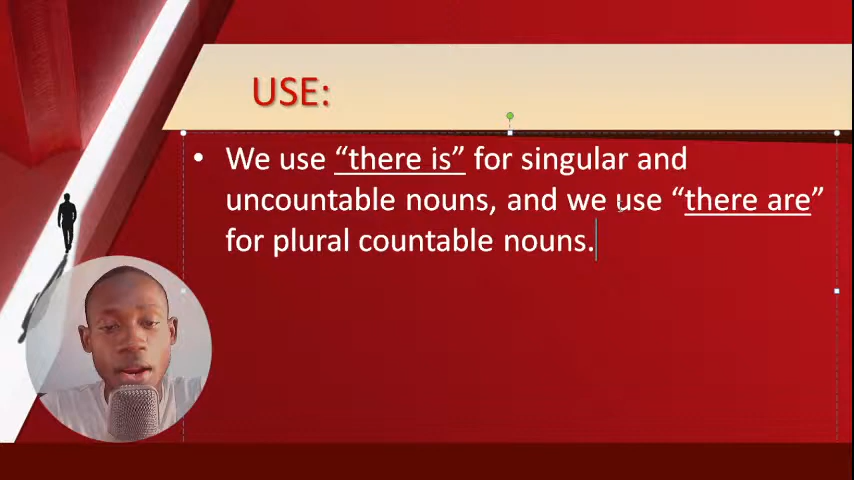 USE:
• We use “there is” for singular and
uncountable nouns, and we use “there are”
for plural countable nouns.